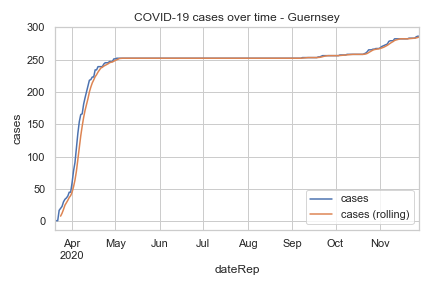 COVID-19 cases over time - Guernsey
300
250
200
150
100
50
0
cases
cases
cases (rolling)
Apr
2020
May
Jun
Jul
Aug
Sep
Oct
Nov
dateRep